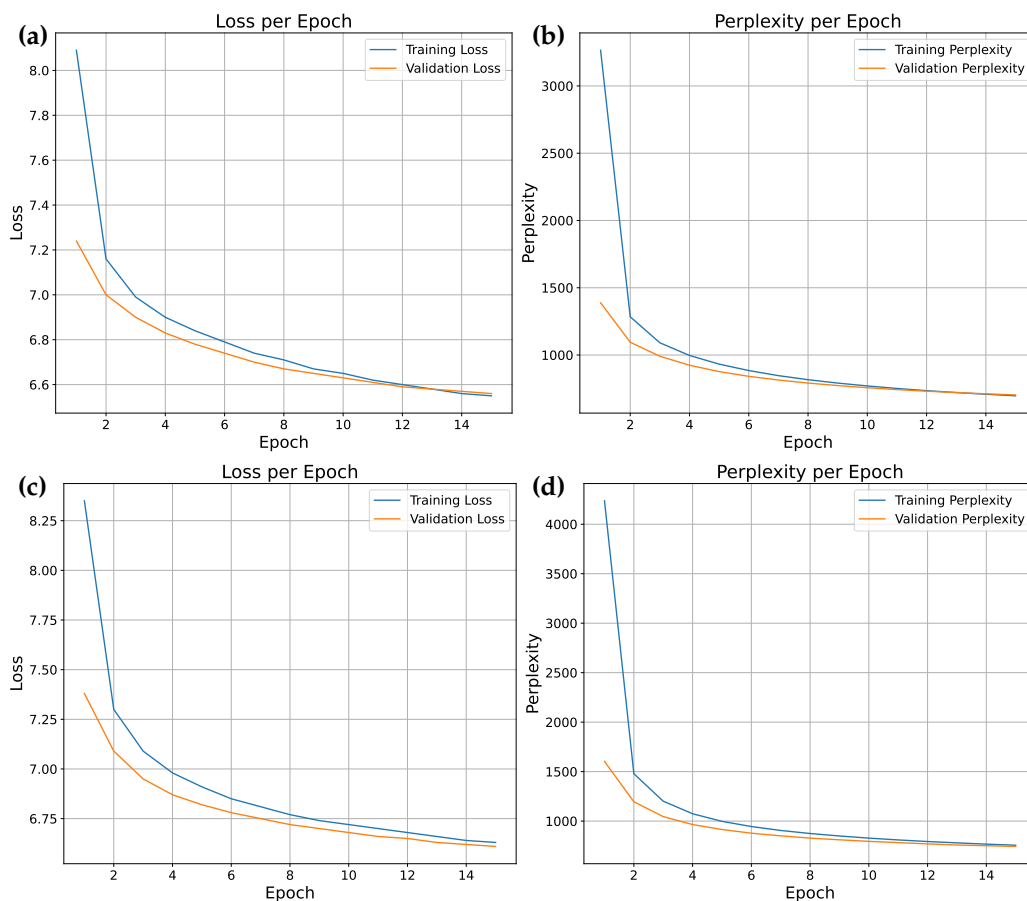 (a)
Loss per Epoch
Training Loss
Validation Loss
8.0
7.8
7.6
7.4
7.2
7.0
6.8
6.6
Loss
2 4 6 8 10 12 14
Epoch
(b)
Perplexity per Epoch
Training Perplexity
Validation Perplexity
3000
2500
2000
1500
1000
Perplexity
2 4 6 8 10 12 14
Epoch
(c)
Loss per Epoch
Training Loss
Validation Loss
8.25
8.00
7.75
7.50
7.25
7.00
6.75
Loss
2 4 6 8 10 12 14
Epoch
(d)
Perplexity per Epoch
Training Perplexity
Validation Perplexity
4000
3500
3000
2500
2000
1500
1000
Perplexity
2 4 6 8 10 12 14
Epoch